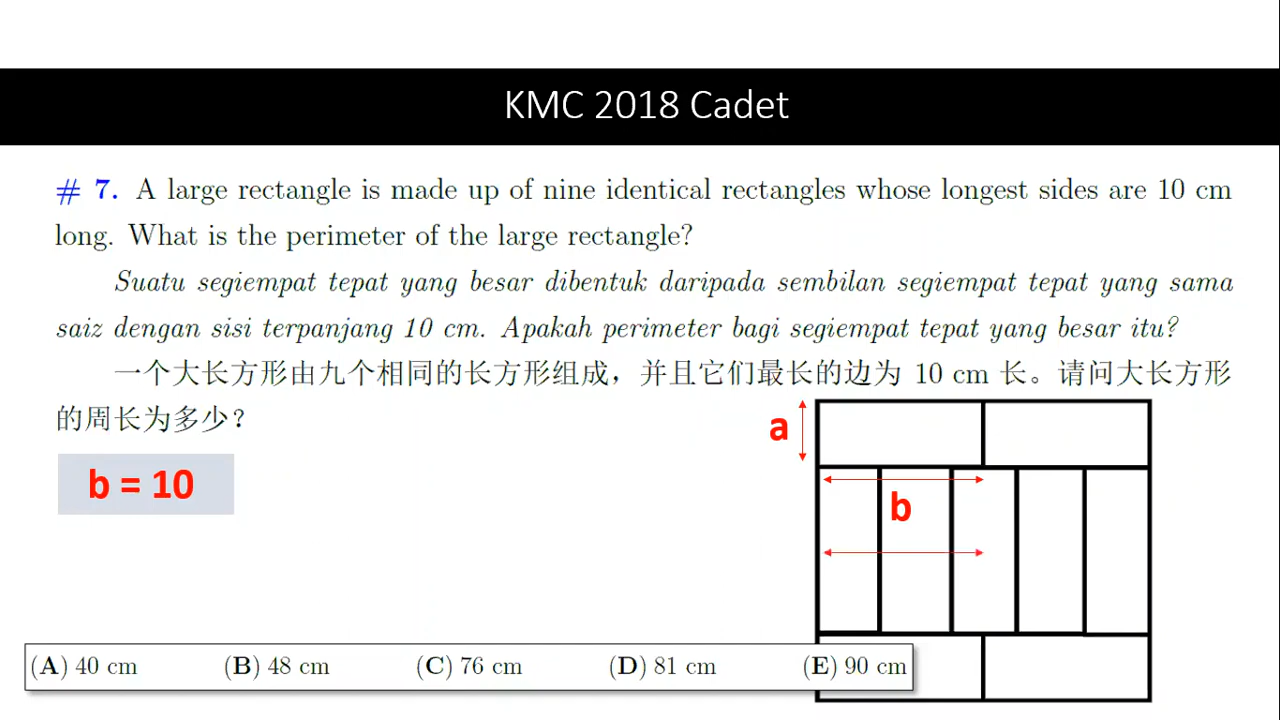 KMC 2018 Cadet
# 7. A large rectangle is made up of nine identical rectangles whose longest sides are 10 cm
long. What is the perimeter of the large rectangle?
Suatu segiempat tepat yang besar dibentuk daripada sembilan segiempat tepat yang sama
saiz dengan sisi terpanjang 10 cm. Apakah perimeter bagi segiempat tepat yang besar itu?
一个大长方形由九个相同的长方形组成，并且它们最长的边为 10 cm 长。请问大长方形
的周长为多少？
a
b = 10
b
(A) 40 cm (B) 48 cm (C) 76 cm (D) 81 cm (E) 90 cm